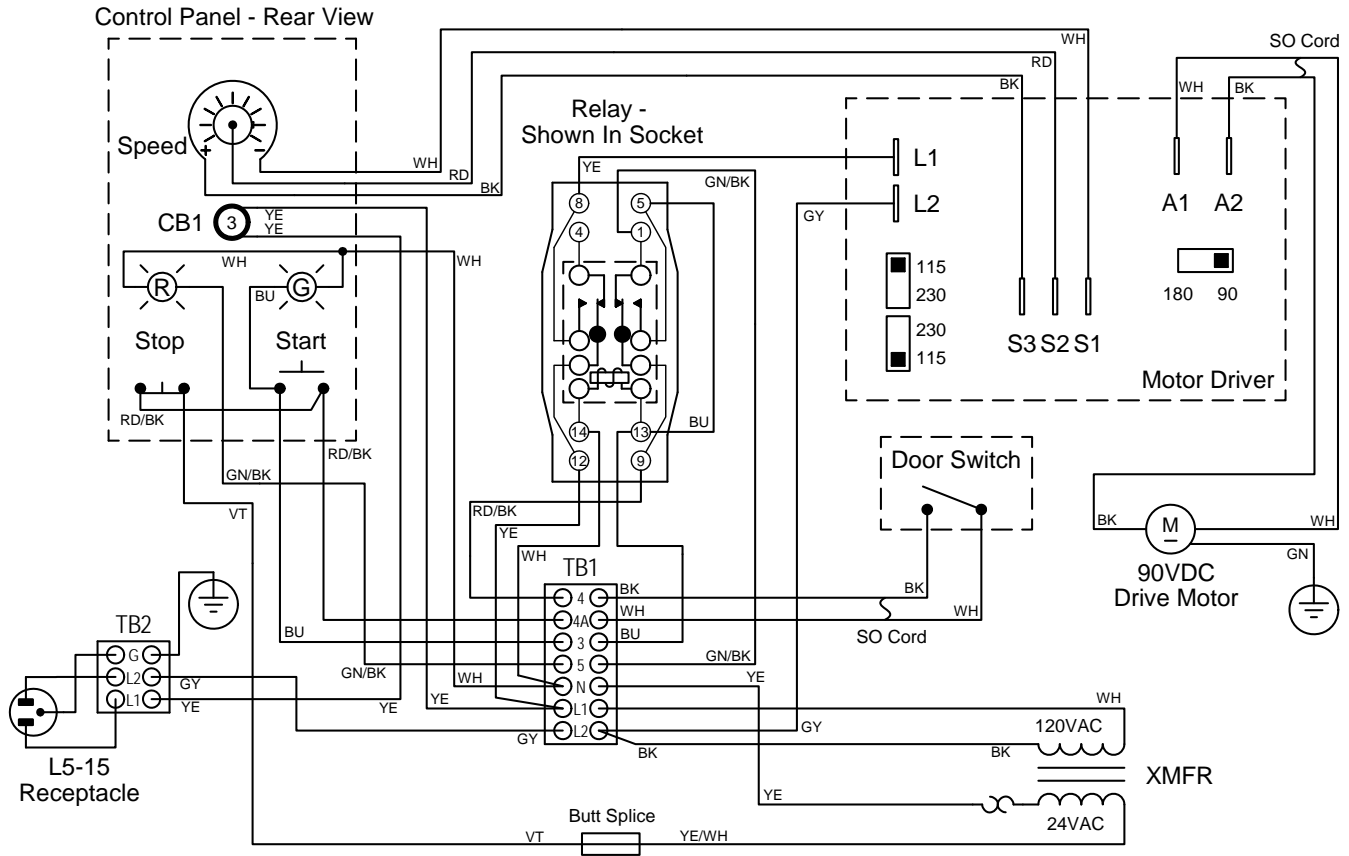 Control Panel - Rear View
WH
SO Cord
RD
BK
WH
BK
Relay -
Shown In Socket
Speed
+
−
WH
RD
BK
YE
GN/BK
L1
L2
GY
A1
A2
8
5
4
1
CB1
3
YE
YE
WH
WH
R
BU
G
115
230
230
115
180
90
S3
S2
S1
Stop
Start
Motor Driver
RD/BK
RD/BK
BU
14
13
12
9
Door Switch
GN/BK
VT
RD/BK
YE
WH
BK
M
WH
GN
90VDC
Drive Motor
TB1
4
BK
BK
4A
WH
WH
SO Cord
BU
3
BU
TB2
G
GN/BK
5
GN/BK
L2
GY
WH
N
YE
L1
YE
YE
YE
L1
WH
GY
L2
GY
120VAC
BK
BK
L5-15
Receptacle
XMFR
YE
24VAC
Butt Splice
VT
YE/WH